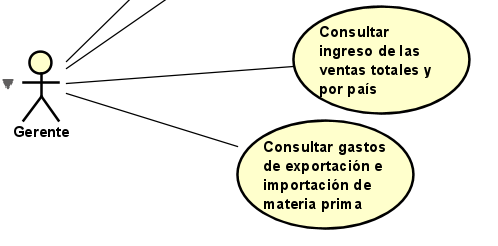 Consultar
ingreso de las
ventas totales y
por país
Gerente
Consultar gastos
de exportación e
importación de
materia prima